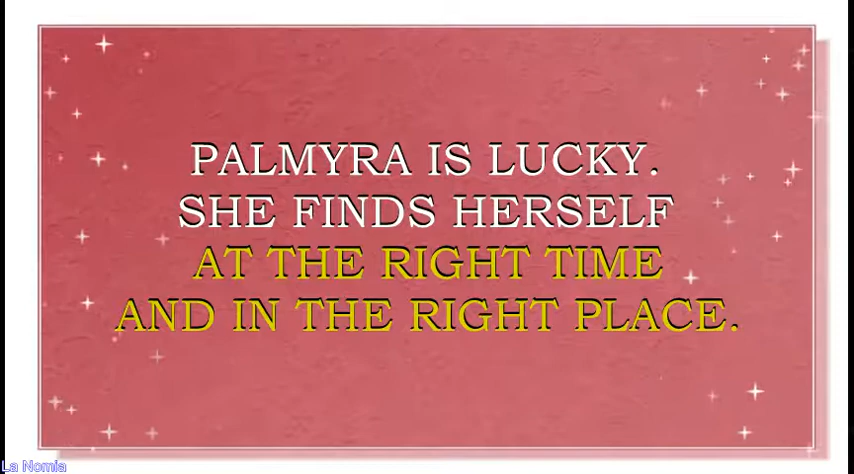 PALMYRA IS LUCKY.
SHE FINDS HERSELF
AT THE RIGHT TIME
AND IN THE RIGHT PLACE.
La Nomia